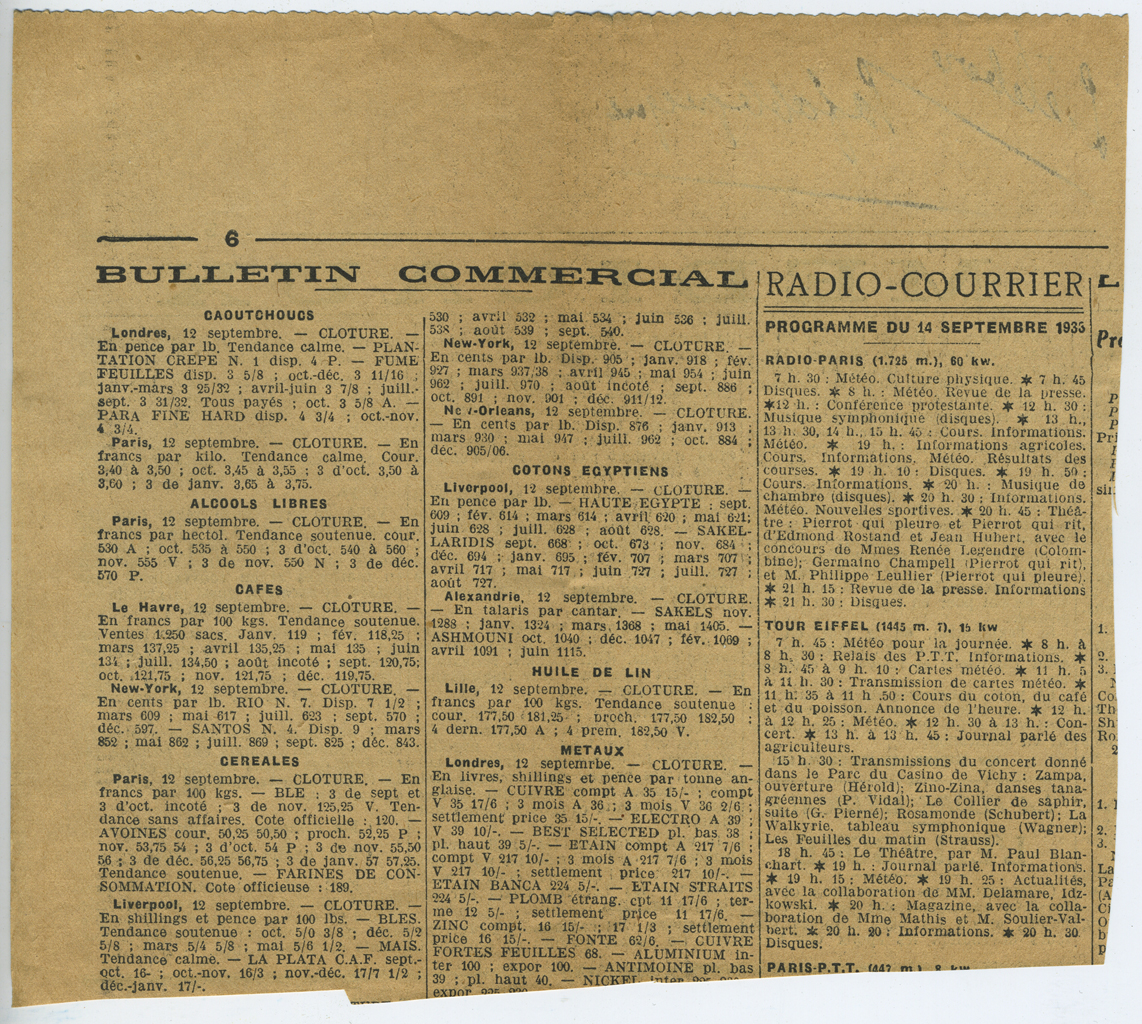 6
BULLETIN COMMERCIAL
CAOUTCHOUCS
Londres, 12 septembre. — CLOTURE. —
En pence par lb. Tendance calme. — PLAN-
TATION CREPE N. 1 disp. 4 P. — FUME
FEUILLES disp. 3 5/8 ; oct.-déc. 3 11/16 ;
janv.-mars 3 25/32 ; avril-juin 3 7/8 ; juill.-
sept. 3 31/32. Tous payés ; oct. 3 5/8 A. —
PARA FINE HARD disp. 4 3/4 ; oct.-nov.
4 3/4.
Paris, 12 septembre. — CLOTURE. — En
francs par kilo. Tendance calme. Cour.
3,40 à 3,50 ; oct. 3,45 à 3,55 ; 3 d'oct. 3,50 à
3,60 ; 3 de janv. 3,65 à 3,75.
ALCOOLS LIBRES
Paris, 12 septembre. — CLOTURE. — En
francs par hectol. Tendance soutenue. cour.
530 A ; oct. 535 à 550 ; 3 d'oct. 540 à 560 ;
nov. 555 V ; 3 de nov. 550 N ; 3 de déc.
570 P.
CAFES
Le Havre, 12 septembre. — CLOTURE. —
En francs par 100 kgs. Tendance soutenue.
Ventes 1.250 sacs. Janv. 119 ; fév. 118,25 ;
mars 137,25 ; avril 135,25 ; mai 135 ; juin
134 ; juill. 134,50 ; août incoté ; sept. 120,75;
oct. 121,75 ; nov. 121,75 ; déc. 119,75.
New-York, 12 septembre. — CLOTURE. —
En cents par lb. RIO N. 7. Disp. 7 1/2 ;
mars 609 ; mai 617 ; juill. 623 ; sept. 570 ;
déc. 597. — SANTOS N. 4. Disp. 9 ; mars
852 ; mai 862 ; juill. 869 ; sept. 825 ; déc. 843.
CEREALES
Paris, 12 septembre. — CLOTURE. — En
francs par 100 kgs. — BLE : 3 de sept et
3 d'oct. incoté ; 3 de nov. 125,25 V. Ten-
dance sans affaires. Cote officielle : 120. —
AVOINES cour. 50,25 50,50 ; proch. 52,25 P ;
nov. 53,75 54 ; 3 d'oct. 54 P ; 3 de nov. 55,50
56 ; 3 de déc. 56,25 56,75 ; 3 de janv. 57 57,25.
Tendance soutenue. — FARINES DE CON-
SOMMATION. Cote officieuse : 189.
Liverpool, 12 septembre. — CLOTURE. —
En shillings et pence par 100 lbs. — BLES.
Tendance soutenue : oct. 5/0 3/8 ; déc. 5/2
5/8 ; mars 5/4 5/8 ; mai 5/6 1/2. — MAIS.
Tendance calme. — LA PLATA C.A.F. sept.-
oct. 16- ; oct.-nov. 16/3 ; nov.-déc. 17/7 1/2 ;
déc.-janv. 17/-.
530 ; avril 532 ; mai 534 ; juin 536 ; juill.
538 ; août 539 ; sept. 540.
New-York, 12 septembre. — CLOTURE. —
En cents par lb. Disp. 905 ; janv. 918 ; fév.
927 ; mars 937/38 ; avril 945 ; mai 954 ; juin
962 ; juill. 970 ; août incoté ; sept. 886 ;
oct. 891 ; nov. 901 ; déc. 911/12.
New-Orleans, 12 septembre. — CLOTURE.
— En cents par lb. Disp. 876 ; janv. 913 ;
mars 930 ; mai 947 ; juill. 962 ; oct. 884 ;
déc. 905/06.
COTONS EGYPTIENS
Liverpool, 12 septembre. — CLOTURE. —
En pence par lb. — HAUTE EGYPTE : sept.
609 ; fév. 614 ; mars 614 ; avril 620 ; mai 621;
juin 628 ; juill. 628 ; août 628. — SAKEL-
LARIDIS sept. 668 ; oct. 673 ; nov. 684 ;
déc. 694 ; janv. 695 ; fév. 707 ; mars 707 ;
avril 717 ; mai 717 ; juin 727 ; juill. 727 ;
août 727.
Alexandrie, 12 septembre. — CLOTURE.
— En talaris par cantar. — SAKELS nov.
1288 ; janv. 1324 ; mars 1368 ; mai 1405. —
ASHMOUNI oct. 1040 ; déc. 1047 ; fév. 1069 ;
avril 1091 ; juin 1115.
HUILE DE LIN
Lille, 12 septembre. — CLOTURE. — En
francs par 100 kgs. Tendance soutenue :
cour. 177,50 181,25 ; proch. 177,50 182,50 ;
4 dern. 177,50 A ; 4 prem. 182,50 V.
METAUX
Londres, 12 septemrbe. — CLOTURE. —
En livres, shillings et pence par tonne an-
glaise. — CUIVRE compt A 35 15/- ; compt
V 35 17/6 ; 3 mois A 36 ; 3 mois V 36 2/6 ;
settlement price 35 15/-. — ELECTRO A 39 ;
V 39 10/-. — BEST SELECTED pl. bas 38 ;
pl. haut 39 5/-. — ETAIN compt A 217 7/6 ;
compt V 217 10/- ; 3 mois A 217 7/6 ; 3 mois
V 217 10/- ; settlement price 217 10/-. —
ETAIN BANCA 224 5/-. — ETAIN STRAITS
224 5/-. — PLOMB étrang. cpt 11 17/6 ; ter-
me 12 5/- ; settlement price 11 17/6. —
ZINC compt. 16 15/- ; 17 1/3 ; settlement
price 16 15/-. — FONTE 62/6. — CUIVRE
FORTES FEUILLES 68. — ALUMINIUM in-
ter 100 ; expor 100. — ANTIMOINE pl. bas
39 ; pl. haut 40. — NICKEL inter
expor
RADIO-COURRIER
PROGRAMME DU 14 SEPTEMBRE 1935
RADIO-PARIS (1.725 m.), 60 kw.
7 h. 30 : Météo. Culture physique. ✶ 7 h. 45
Disques. ✶ 8 h. : Météo. Revue de la presse.
✶12 h. : Conférence protestante. ✶ 12 h. 30 :
Musique symphonique (disques). ✶ 13 h.,
13 h. 30, 14 h., 15 h. 45 : Cours. Informations.
Météo. ✶ 19 h. : Informations agricoles.
Cours. Informations. Météo. Résultats des
courses. ✶ 19 h. 10 : Disques. ✶ 19 h. 50 :
Cours. Informations. ✶ 20 h. : Musique de
chambre (disques). ✶ 20 h. 30 : Informations.
Météo. Nouvelles sportives. ✶ 20 h. 45 : Théâ-
tre : Pierrot qui pleure et Pierrot qui rit,
d'Edmond Rostand et Jean Hubert, avec le
concours de Mmes Renée Legendre (Colom-
bine); Germaine Champell (Pierrot qui rit),
et M. Philippe Leullier (Pierrot qui pleure).
✶ 21 h. 15 : Revue de la presse. Informations
✶ 21 h. 30 : Disques.
TOUR EIFFEL (1445 m. 7), 15 kw
7 h. 45 : Météo pour la journée. ✶ 8 h. à
8 h. 30 : Relais des P.T.T. Informations. ✶
8 h. 45 à 9 h. 10 : Cartes météo. ✶ 11 h. 5
à 11 h. 30 : Transmission de cartes météo. ✶
11 h. 35 à 11 h .50 : Cours du coton, du café
et du poisson. Annonce de l'heure. ✶ 12 h.
à 12 h. 25 : Météo. ✶ 12 h. 30 à 13 h. : Con-
cert. ✶ 13 h. à 13 h. 45 : Journal parlé des
agriculteurs.
15 h. 30 : Transmissions du concert donné
dans le Parc du Casino de Vichy : Zampa,
ouverture (Hérold); Zino-Zina, danses tana-
gréennes (P. Vidal); Le Collier de saphir,
suite (G. Pierné); Rosamonde (Schubert); La
Walkyrie, tableau symphonique (Wagner);
Les Feuilles du matin (Strauss).
18 h. 45 : Le Théâtre, par M. Paul Blan-
chart. ✶ 19 h. : Journal parlé. Informations.
✶ 19 h. 15 : Météo. ✶ 19 h. 25 : Actualités,
avec la collaboration de MM. Delamare, Idz-
kowski. ✶ 20 h. : Magazine, avec la colla-
boration de Mme Mathis et M. Soulier-Val-
bert. ✶ 20 h. 20 : Informations. ✶ 20 h. 30
Disques.
PARIS-P.T.T. (447 m.) 8 kw